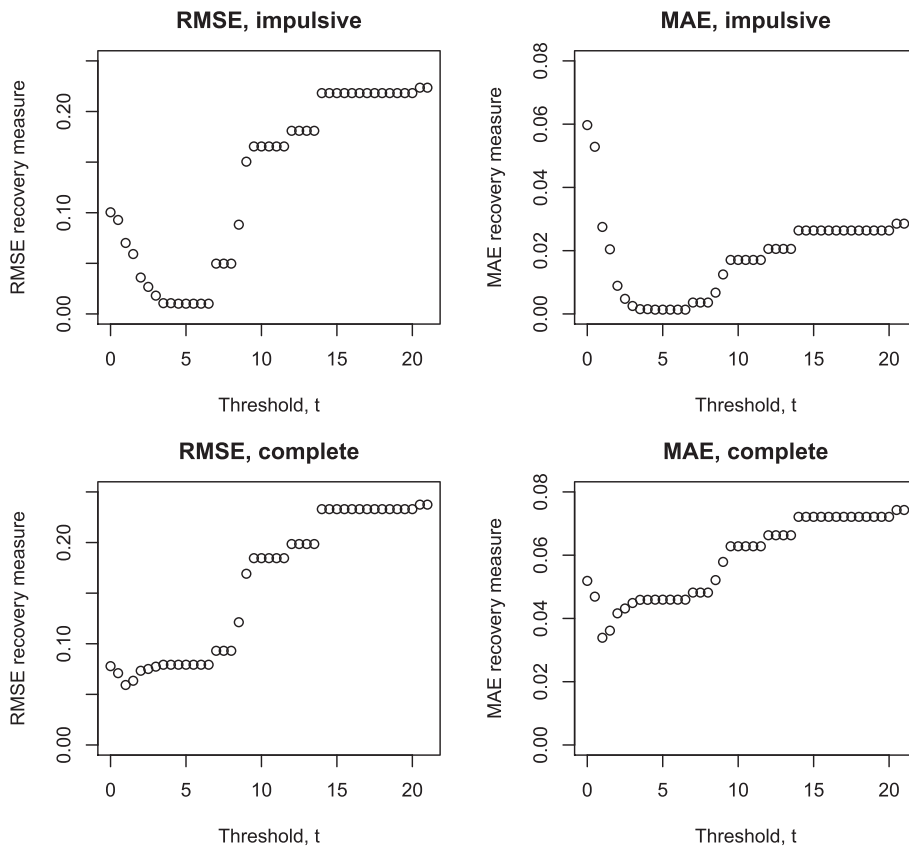 RMSE, impulsive
RMSE recovery measure
0.00 0.10 0.20
0 5 10 15 20
Threshold, t
MAE, impulsive
MAE recovery measure
0.00 0.02 0.04 0.06 0.08
0 5 10 15 20
Threshold, t
RMSE, complete
RMSE recovery measure
0.00 0.10 0.20
0 5 10 15 20
Threshold, t
MAE, complete
MAE recovery measure
0.00 0.02 0.04 0.06 0.08
0 5 10 15 20
Threshold, t